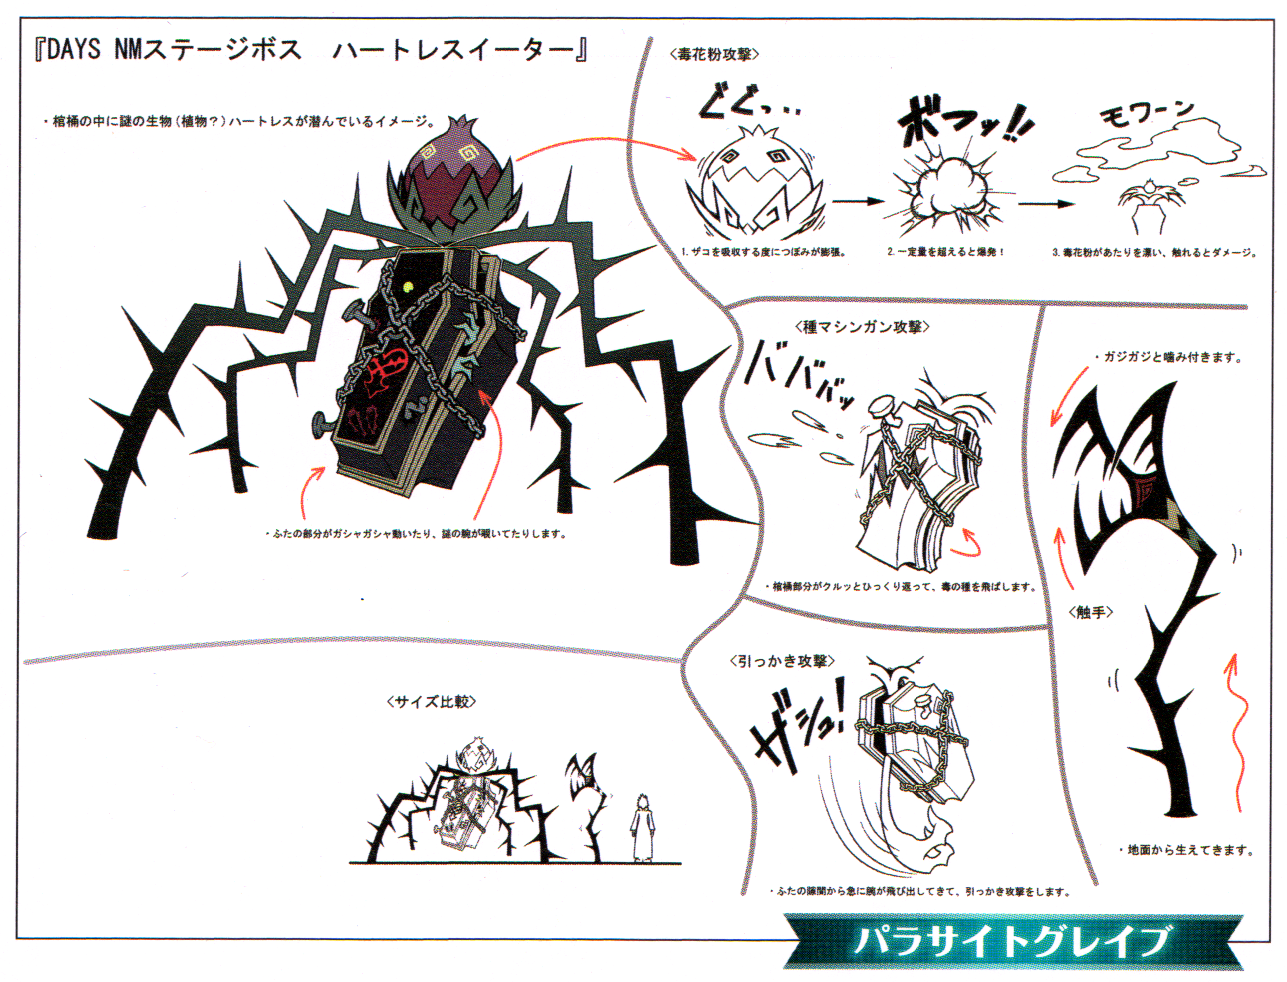 『DAYS NMステージボス　ハートレスイーター』
・棺桶の中に謎の生物(植物？)ハートレスが潜んでいるイメージ。
・ふたの部分がガシャガシャ動いたり、謎の腕が覗いてたりします。
〈毒花粉攻撃〉
ぐぐっ・・・
ボフッ!!
モワーン
1.ザコを吸収する度につぼみが膨張。
2.一定量を超えると爆発！
3.毒花粉があたりを漂い、触れるとダメージ。
〈種マシンガン攻撃〉
ババババッ
・棺桶部分がクルッとひっくり返って、毒の種を飛ばします。
・ガジガジと噛み付きます。
〈触手〉
・地面から生えてきます。
〈引っかき攻撃〉
ザシュ!
・ふたの隙間から急に腕が飛び出してきて、引っかき攻撃をします。
〈サイズ比較〉
パラサイトグレイブ